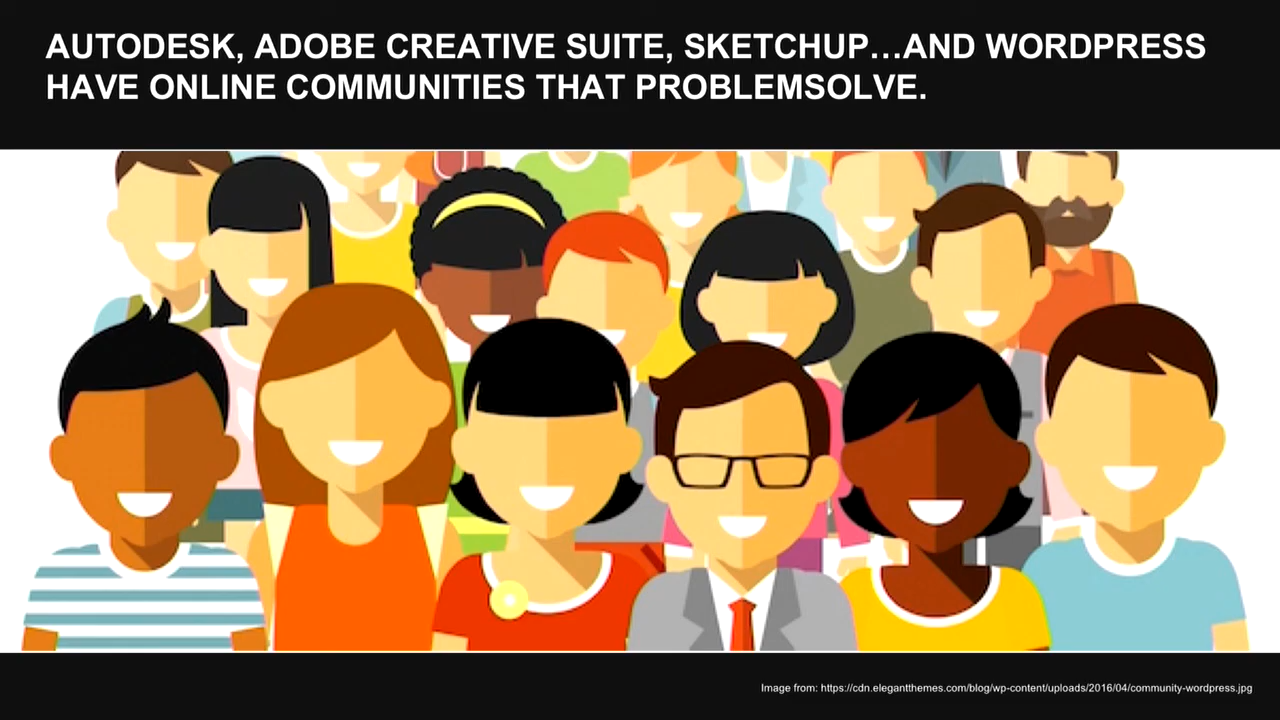 AUTODESK, ADOBE CREATIVE SUITE, SKETCHUP…AND WORDPRESS
HAVE ONLINE COMMUNITIES THAT PROBLEMSOLVE.
Image from: https://cdn.elegantthemes.com/blog/wp-content/uploads/2016/04/community-wordpress.jpg